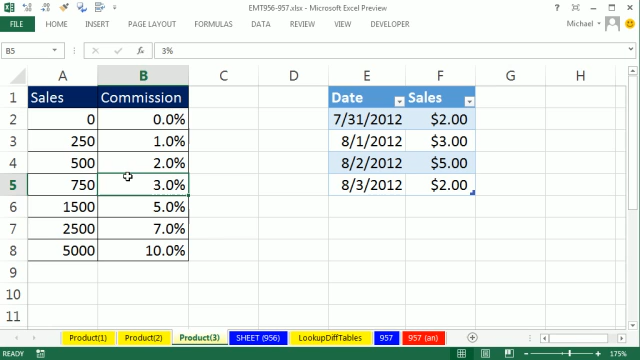 EMT956-957.xlsx - Microsoft Excel Preview
FILE HOME INSERT PAGE LAYOUT FORMULAS DATA REVIEW VIEW DEVELOPER Michael
B5 fx 3%
A B C D E F G H
1 Sales Commission Date Sales
2 0 0.0% 7/31/2012 $2.00
3 250 1.0% 8/1/2012 $3.00
4 500 2.0% 8/2/2012 $5.00
5 750 3.0% 8/3/2012 $2.00
6 1500 5.0%
7 2500 7.0%
8 5000 10.0%
9
10
11
Product(1) Product(2) Product(3) SHEET (956) LookupDiffTables 957 957 (an)
READY 175%